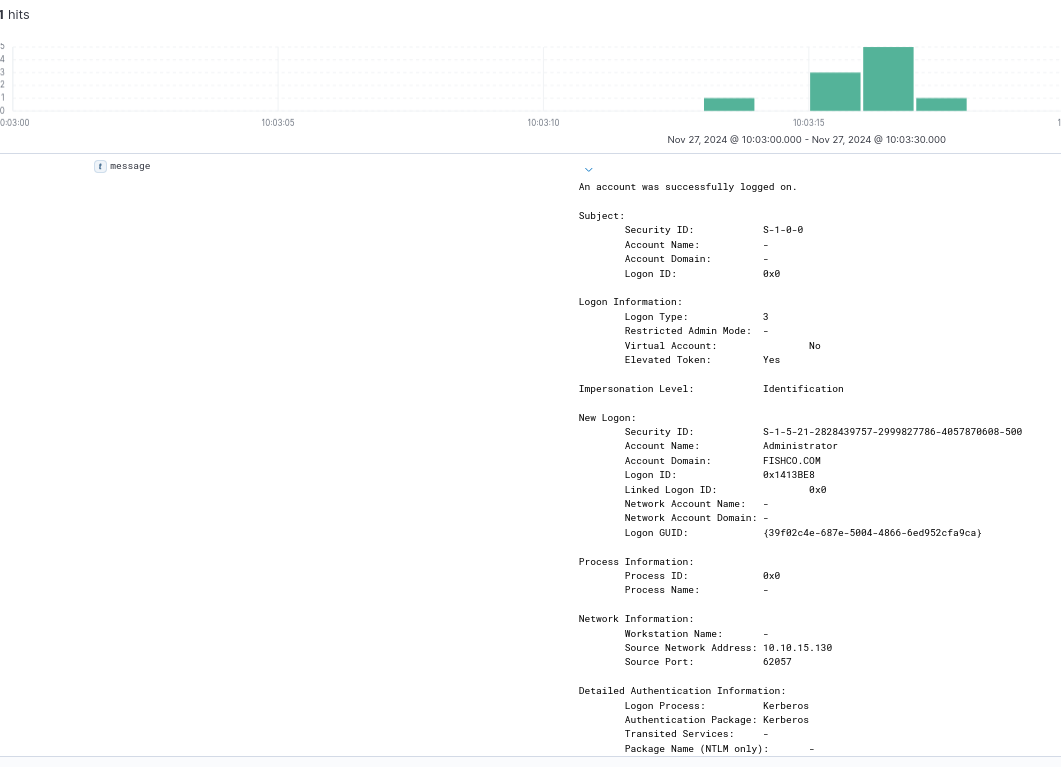 1 hits
5
4
3
2
1
0
0:03:00
10:03:05
10:03:10
10:03:15
1
Nov 27, 2024 @ 10:03:00.000 - Nov 27, 2024 @ 10:03:30.000
t message
An account was successfully logged on.
Subject:
Security ID: S-1-0-0
Account Name: -
Account Domain: -
Logon ID: 0x0
Logon Information:
Logon Type: 3
Restricted Admin Mode: -
Virtual Account: No
Elevated Token: Yes
Impersonation Level: Identification
New Logon:
Security ID: S-1-5-21-2828439757-2999827786-4057870608-500
Account Name: Administrator
Account Domain: FISHCO.COM
Logon ID: 0x1413BE8
Linked Logon ID: 0x0
Network Account Name: -
Network Account Domain: -
Logon GUID: {39f02c4e-687e-5004-4866-6ed952cfa9ca}
Process Information:
Process ID: 0x0
Process Name: -
Network Information:
Workstation Name: -
Source Network Address: 10.10.15.130
Source Port: 62057
Detailed Authentication Information:
Logon Process: Kerberos
Authentication Package: Kerberos
Transited Services: -
Package Name (NTLM only): -